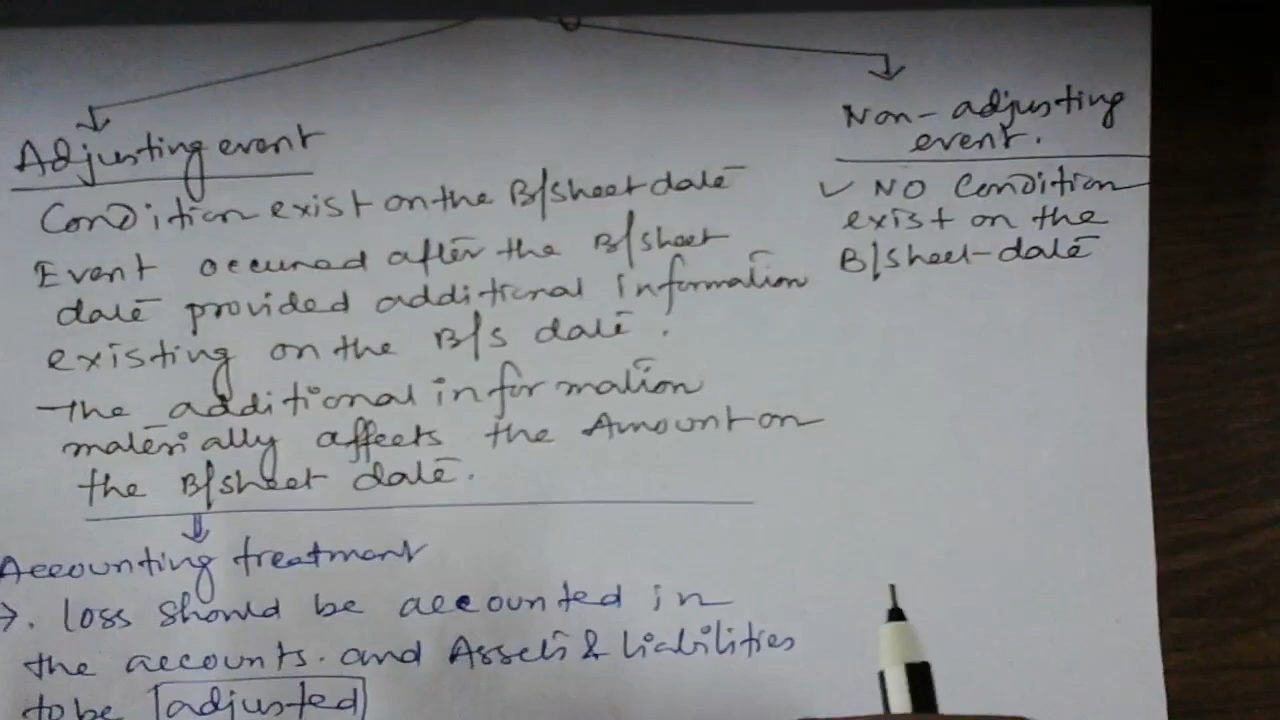 Adjusting event
Condition exist on the B/sheet date
Event occured after the B/sheet
date provided additional information
existing on the B/s date.
The additional information
materially affects the Amount on
the B/sheet date.
Accounting treatment
→. Loss should be accounted in
the accounts. and Assets & Liabilities
to be adjusted
Non-adjusting
event.
✓ NO Condition
exist on the
B/sheet-date